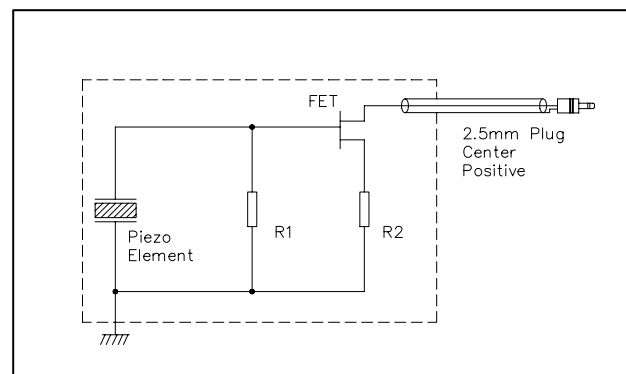 FET
2.5mm Plug
Center
Positive
Piezo
Element
R1
R2